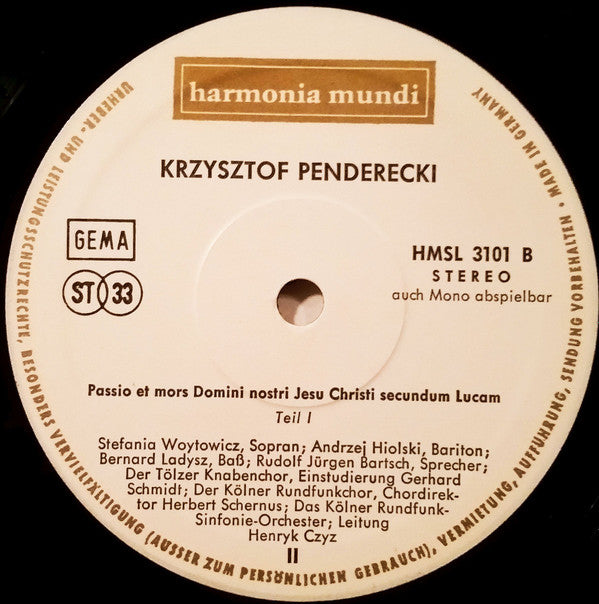 harmonia mundi
KRZYSZTOF PENDERECKI
GEMA
ST 33
HMSL 3101 B
STEREO
auch Mono abspielbar
Passio et mors Domini nostri Jesu Christi secundum Lucam
Teil I
Stefania Woytowicz, Sopran; Andrzej Hiolski, Bariton;
Bernard Ladysz, Baß; Rudolf Jürgen Bartsch, Sprecher;
Der Tölzer Knabenchor, Einstudierung Gerhard
Schmidt; Der Kölner Rundfunkchor, Chordirek-
tor Herbert Schernus; Das Kölner Rundfunk-
Sinfonie-Orchester; Leitung
Henryk Czyz
II
URHEBER- UND LEISTUNGSSCHUTZRECHTE, BESONDERS VERVIELFÄLTIGUNG (AUSSER ZUM PERSÖNLICHEN GEBRAUCH), VERMIETUNG, AUFFÜHRUNG, SENDUNG VORBEHALTEN • MADE IN GERMANY